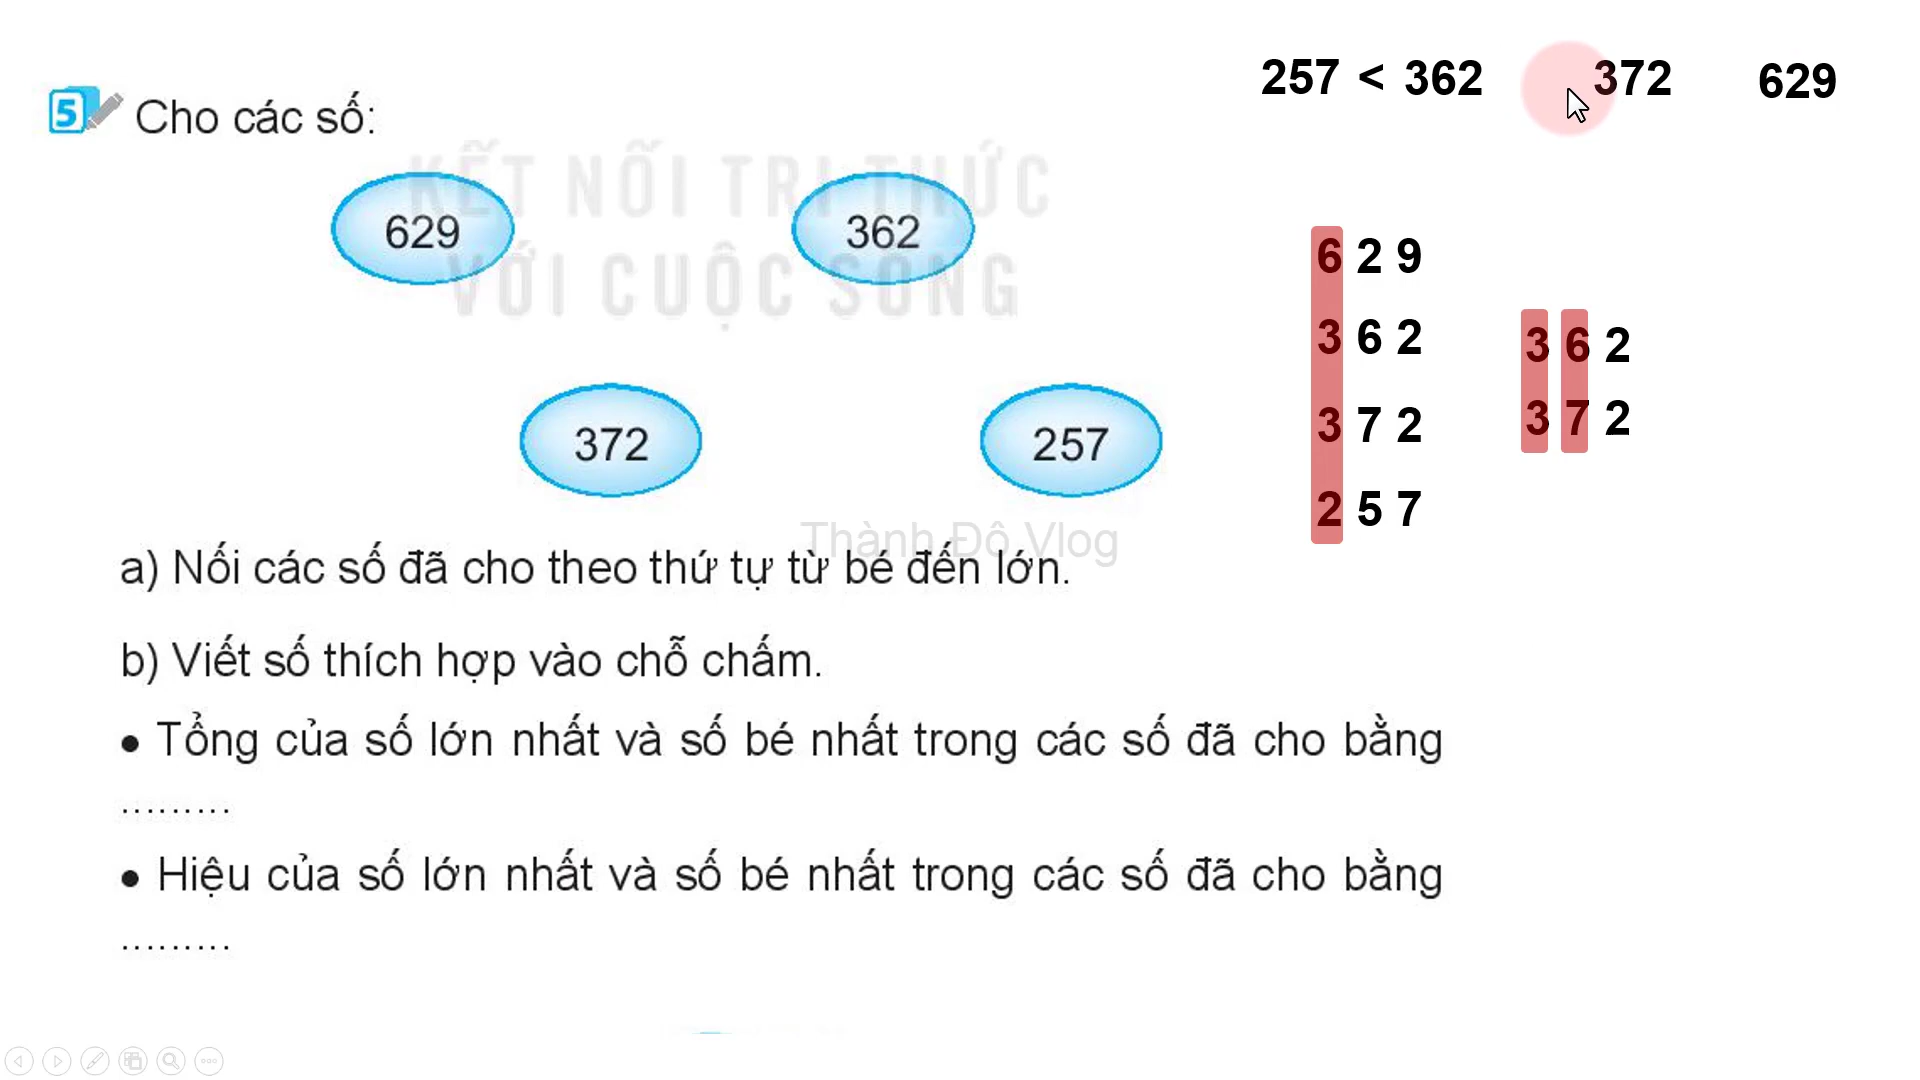 257 < 362 372 629
5 Cho các số:
KẾT NỐI TRI THỨC
VỚI CUỘC SỐNG
629 362
372 257
6 2 9
3 6 2
3 7 2
2 5 7
3 6 2
3 7 2
Thành Đô Vlog
a) Nối các số đã cho theo thứ tự từ bé đến lớn.
b) Viết số thích hợp vào chỗ chấm.
• Tổng của số lớn nhất và số bé nhất trong các số đã cho bằng
.........
• Hiệu của số lớn nhất và số bé nhất trong các số đã cho bằng
.........